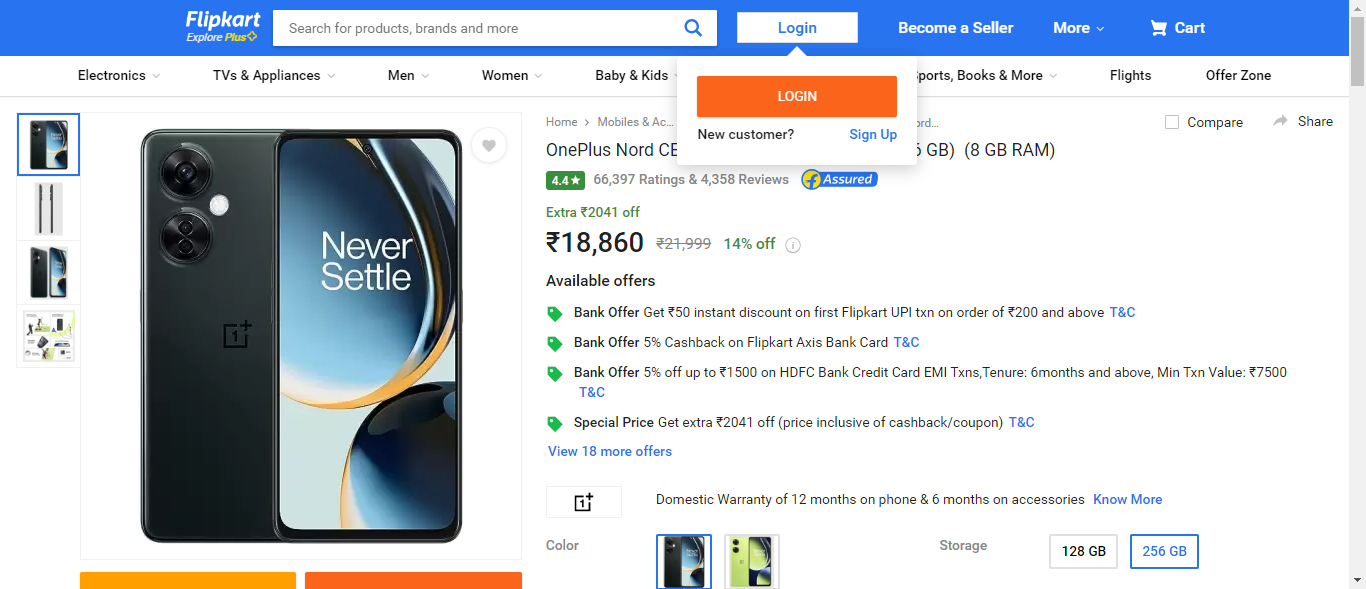 Flipkart
Explore Plus
Search for products, brands and more
Login
Become a Seller
More
Cart
Electronics
TVs & Appliances
Men
Women
Baby & Kids
Sports, Books & More
Flights
Offer Zone
LOGIN
New customer? Sign Up
Home > Mobiles & Ac... ord...
Compare
Share
OnePlus Nord CE 6 GB) (8 GB RAM)
4.4★ 66,397 Ratings & 4,358 Reviews f Assured
Extra ₹2041 off
₹18,860 ₹21,999 14% off i
Available offers
Bank Offer Get ₹50 instant discount on first Flipkart UPI txn on order of ₹200 and above T&C
Bank Offer 5% Cashback on Flipkart Axis Bank Card T&C
Bank Offer 5% off up to ₹1500 on HDFC Bank Credit Card EMI Txns,Tenure: 6months and above, Min Txn Value: ₹7500
T&C
Special Price Get extra ₹2041 off (price inclusive of cashback/coupon) T&C
View 18 more offers
Never
Settle
1+
1+
Domestic Warranty of 12 months on phone & 6 months on accessories Know More
Color
Storage
128 GB
256 GB